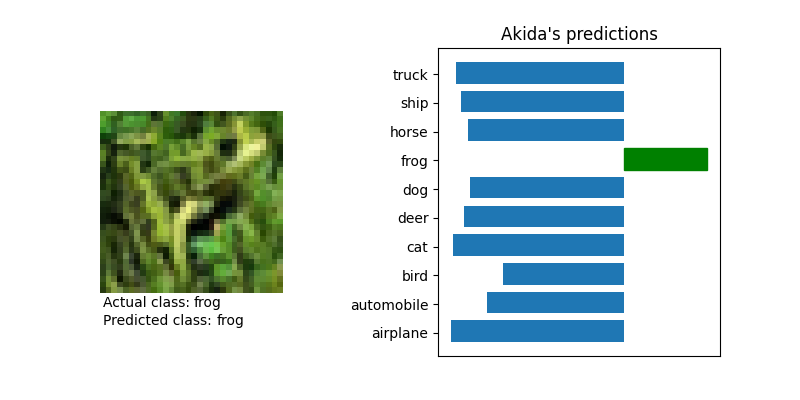 Akida's predictions
truck
ship
horse
frog
dog
deer
cat
bird
automobile
airplane
Actual class: frog
Predicted class: frog